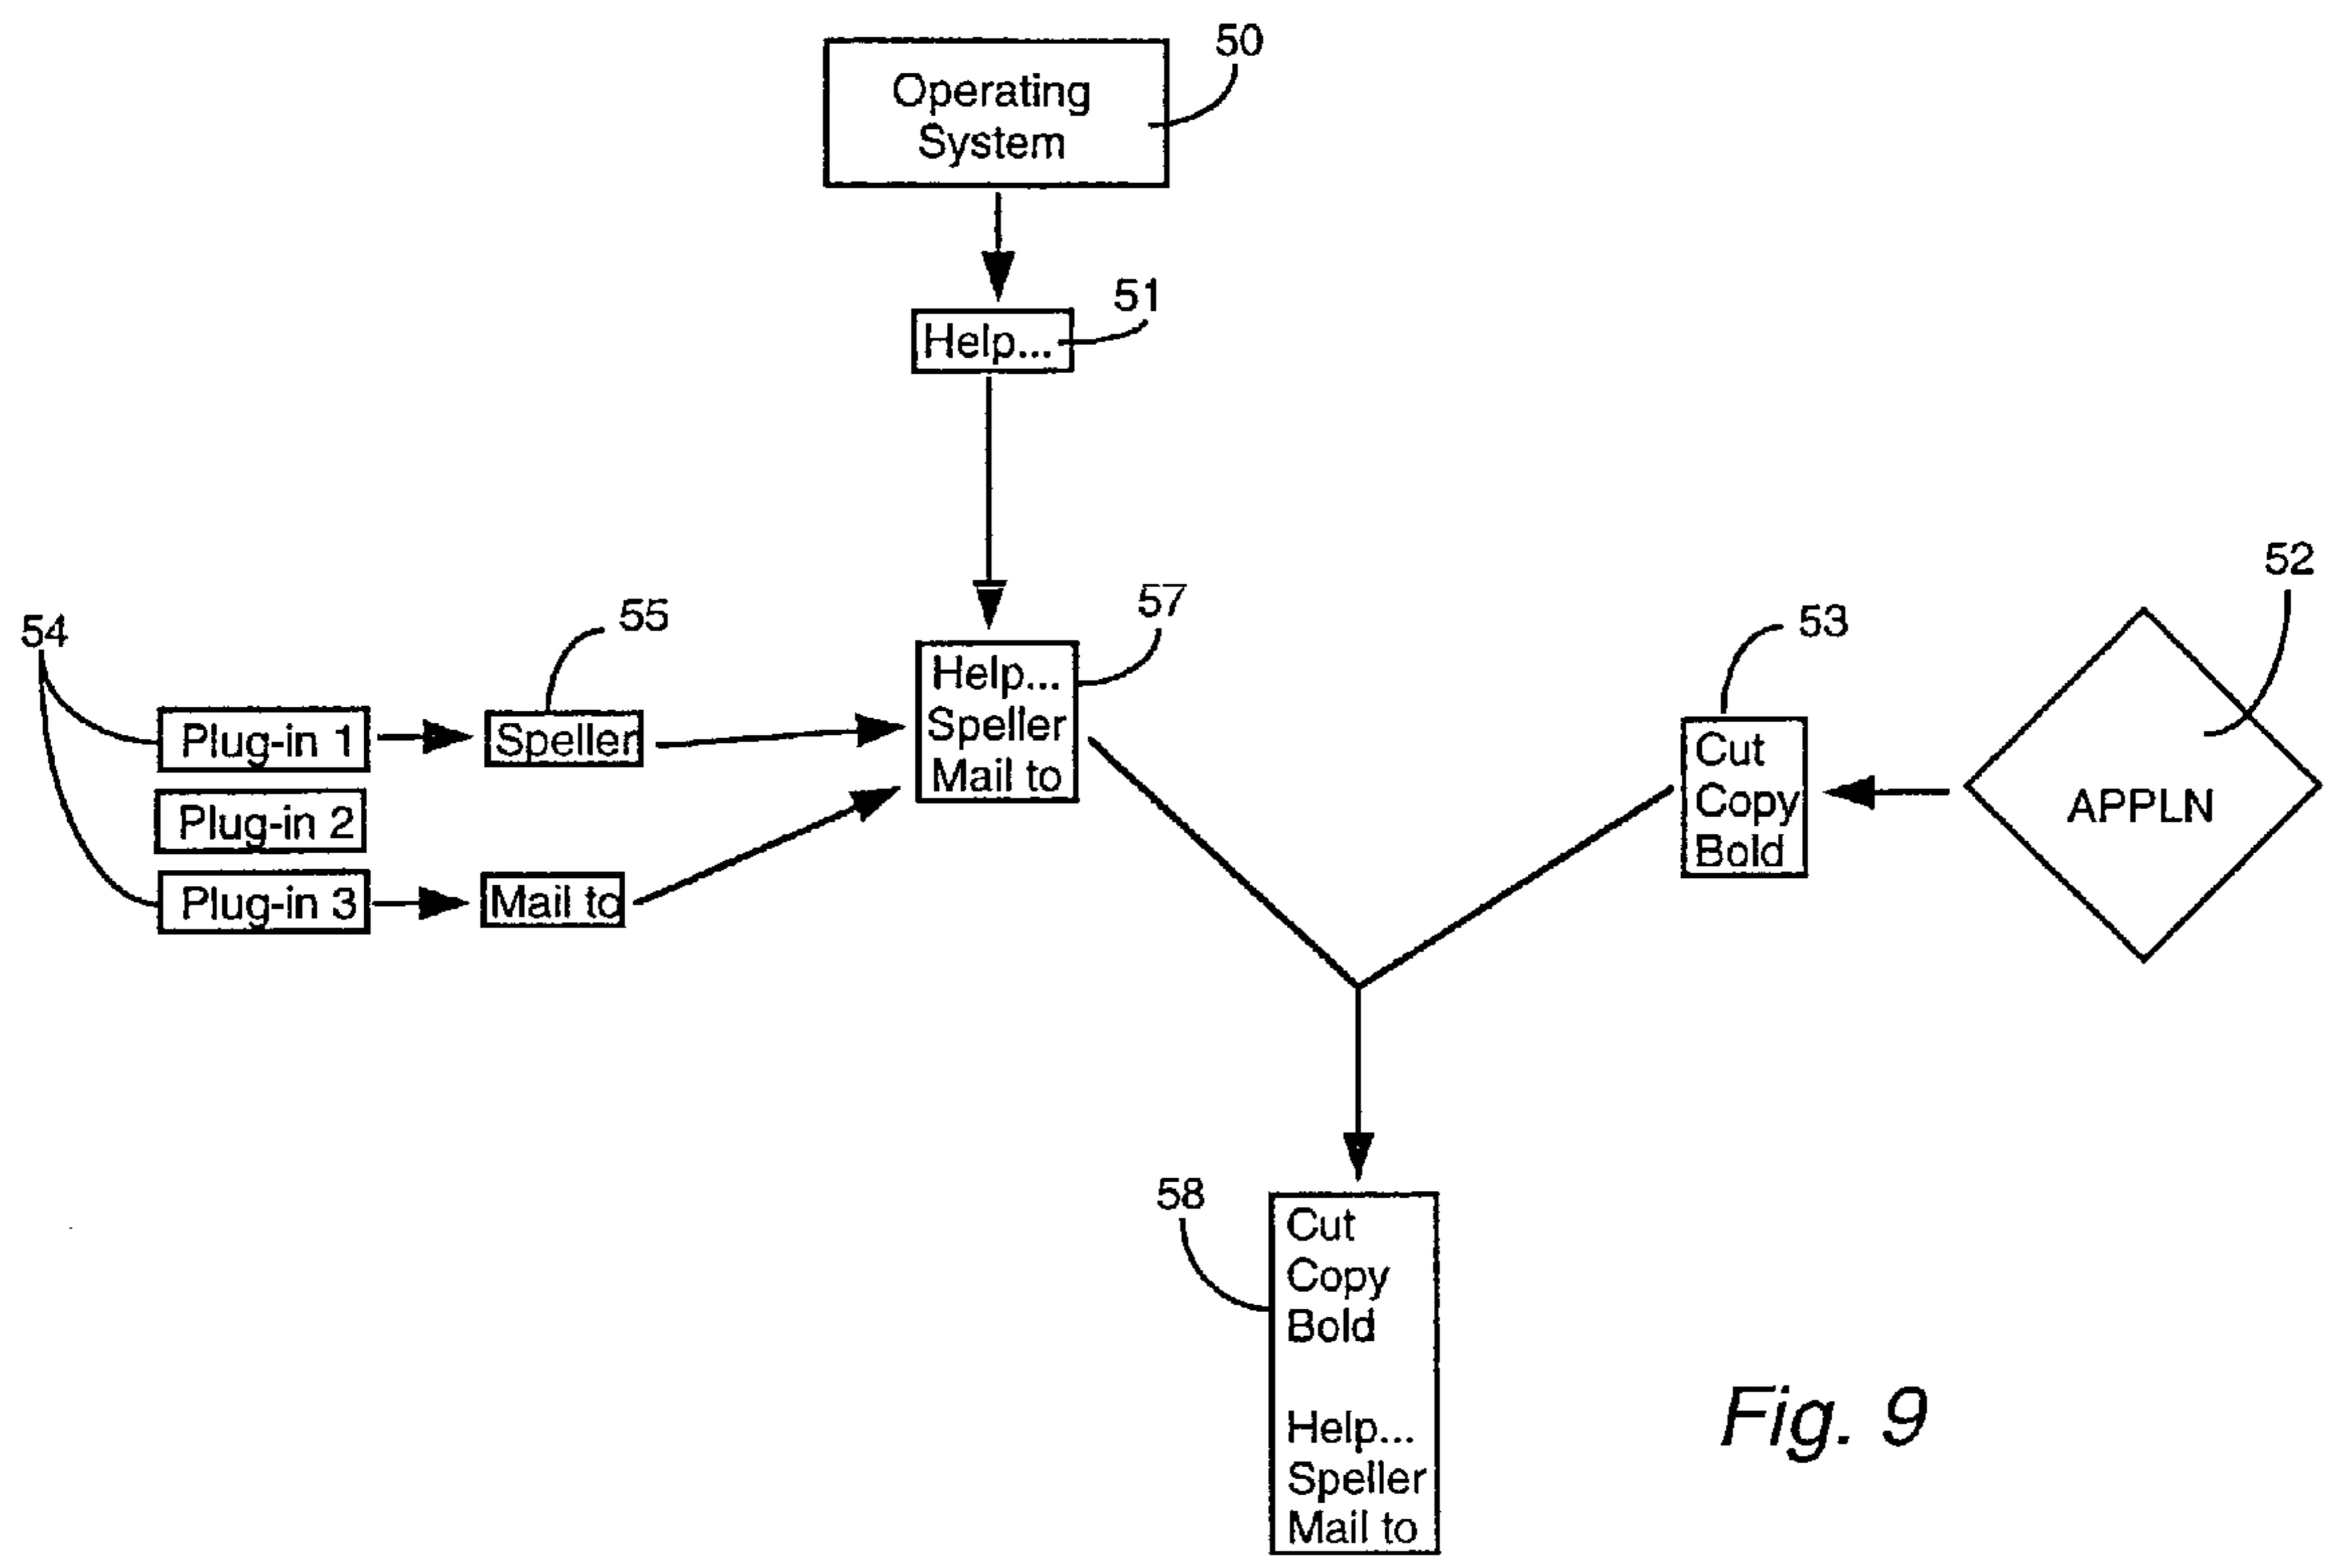 50
Operating
System
51
Help...
52
57
53
55
54
Help...
Speller
Mail to
Plug-in 1
Speller
Cut
Copy
Bold
APPLN
Plug-in 2
Plug-in 3
Mail to
58
Cut
Copy
Bold
Help...
Speller
Mail to
Fig. 9